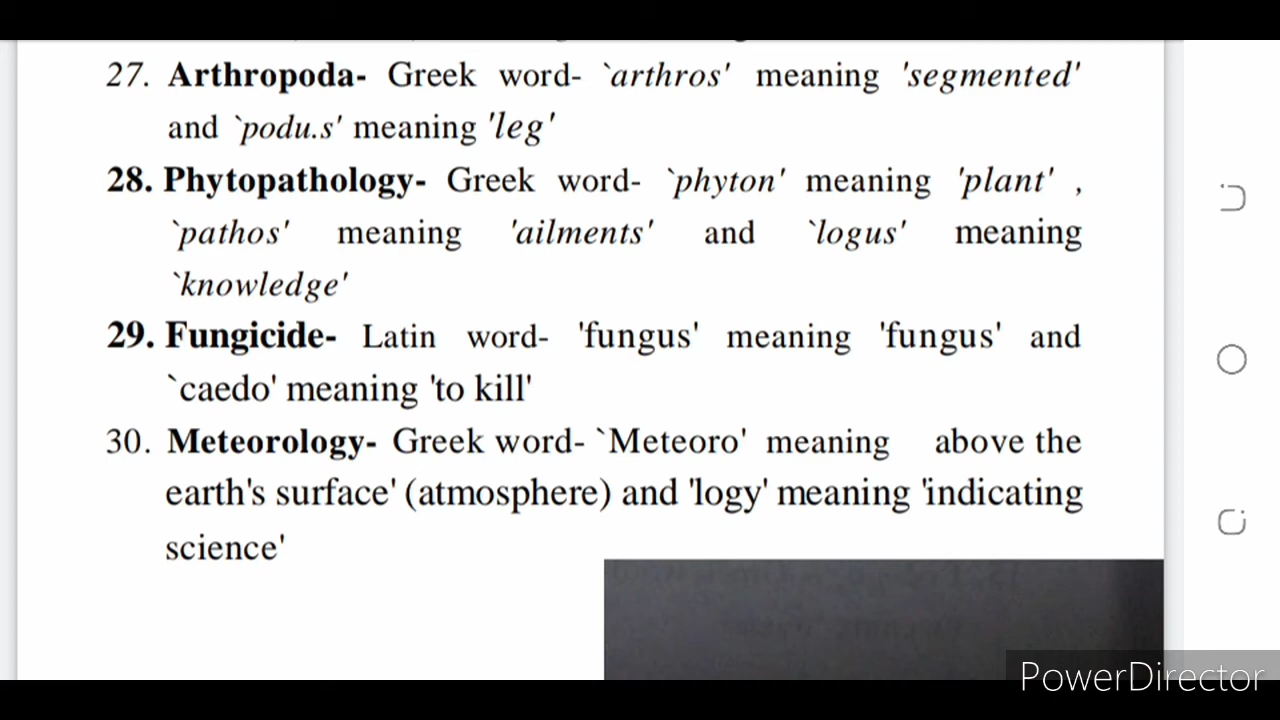 27. Arthropoda- Greek word- `arthros' meaning 'segmented'
and `podu.s' meaning 'leg'
28. Phytopathology- Greek word- `phyton' meaning 'plant' ,
`pathos' meaning 'ailments' and `logus' meaning
`knowledge'
29. Fungicide- Latin word- 'fungus' meaning 'fungus' and
`caedo' meaning 'to kill'
30. Meteorology- Greek word- `Meteoro' meaning above the
earth's surface' (atmosphere) and 'logy' meaning 'indicating
science'
PowerDirector